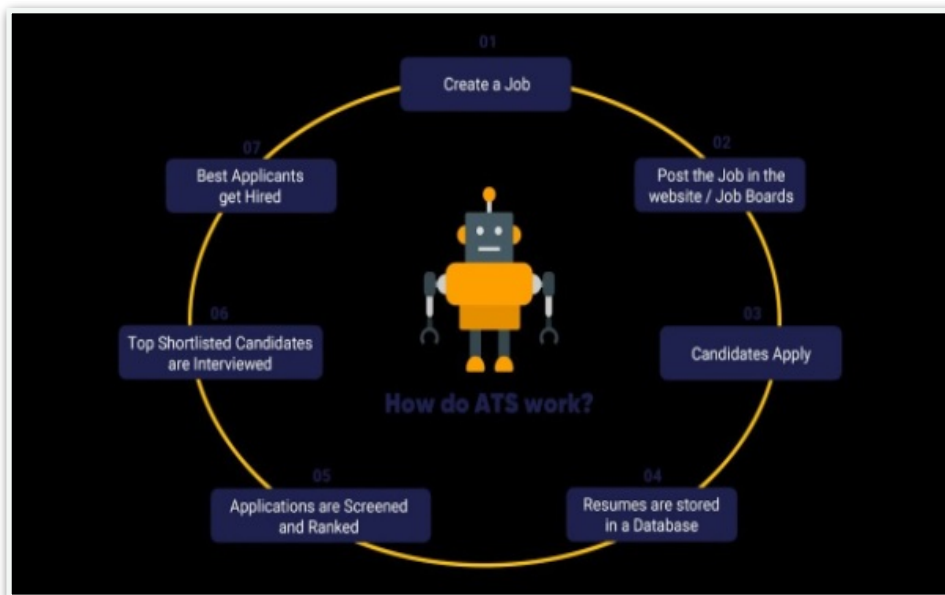 01
Create a Job
02
Post the Job in the
website / Job Boards
03
Candidates Apply
04
Resumes are stored
in a Database
05
Applications are Screened
and Ranked
06
Top Shortlisted Candidates
are Interviewed
07
Best Applicants
get Hired
How do ATS work?